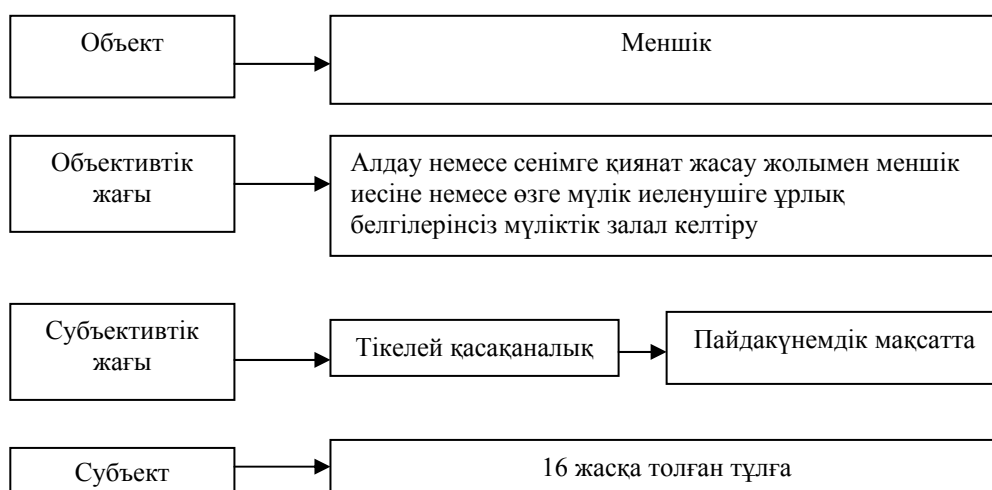 Объект
Меншік
Объективтік
жағы
Алдау немесе сенімге қиянат жасау жолымен меншік
иесіне немесе өзге мүлік иеленушіге ұрлық
белгілерінсіз мүліктік залал келтіру
Субъективтік
жағы
Тікелей қасақаналық
Пайдакүнемдік мақсатта
Субъект
16 жасқа толған тұлға